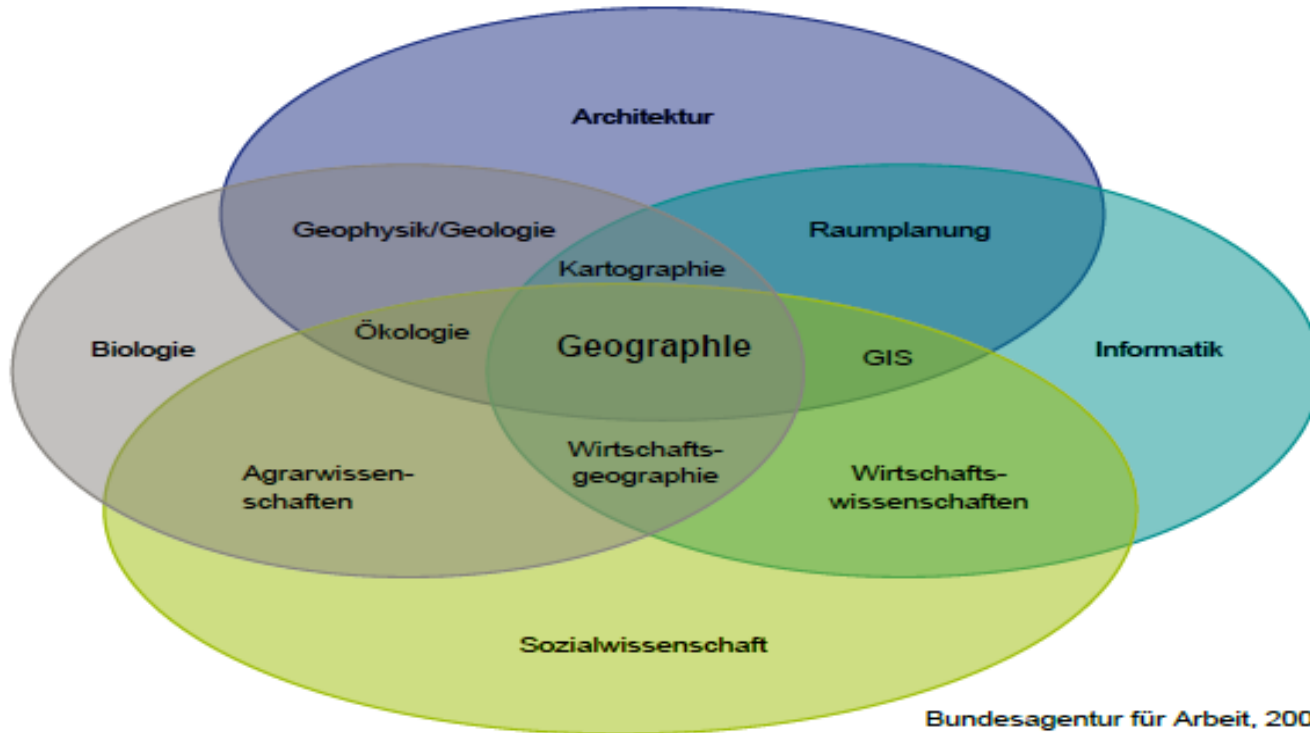 Architektur
Geophysik/Geologie
Raumplanung
Kartographie
Ökologie
Biologie
Geographle
GIS
Informatik
Agrarwissen-
schaften
Wirtschafts-
geographie
Wirtschafts-
wissenschaften
Sozialwissenschaft
Bundesagentur für Arbeit,